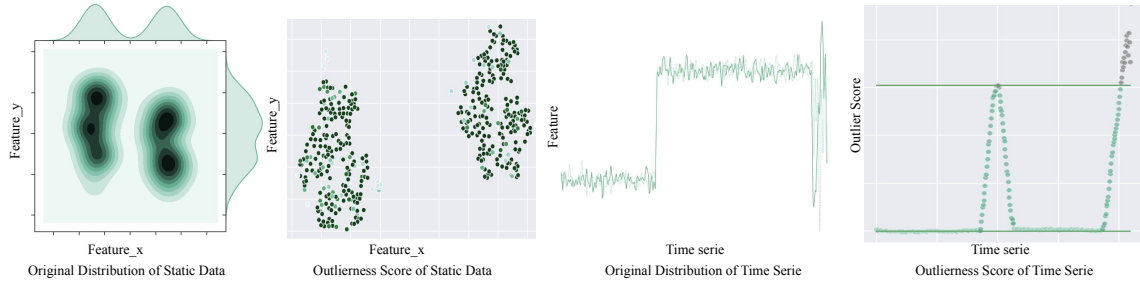 Feature_y
Feature_x
Original Distribution of Static Data
Feature_y
Feature_x
Outlierness Score of Static Data
Feature
Time serie
Original Distribution of Time Serie
Outlier Score
Time serie
Outlierness Score of Time Serie